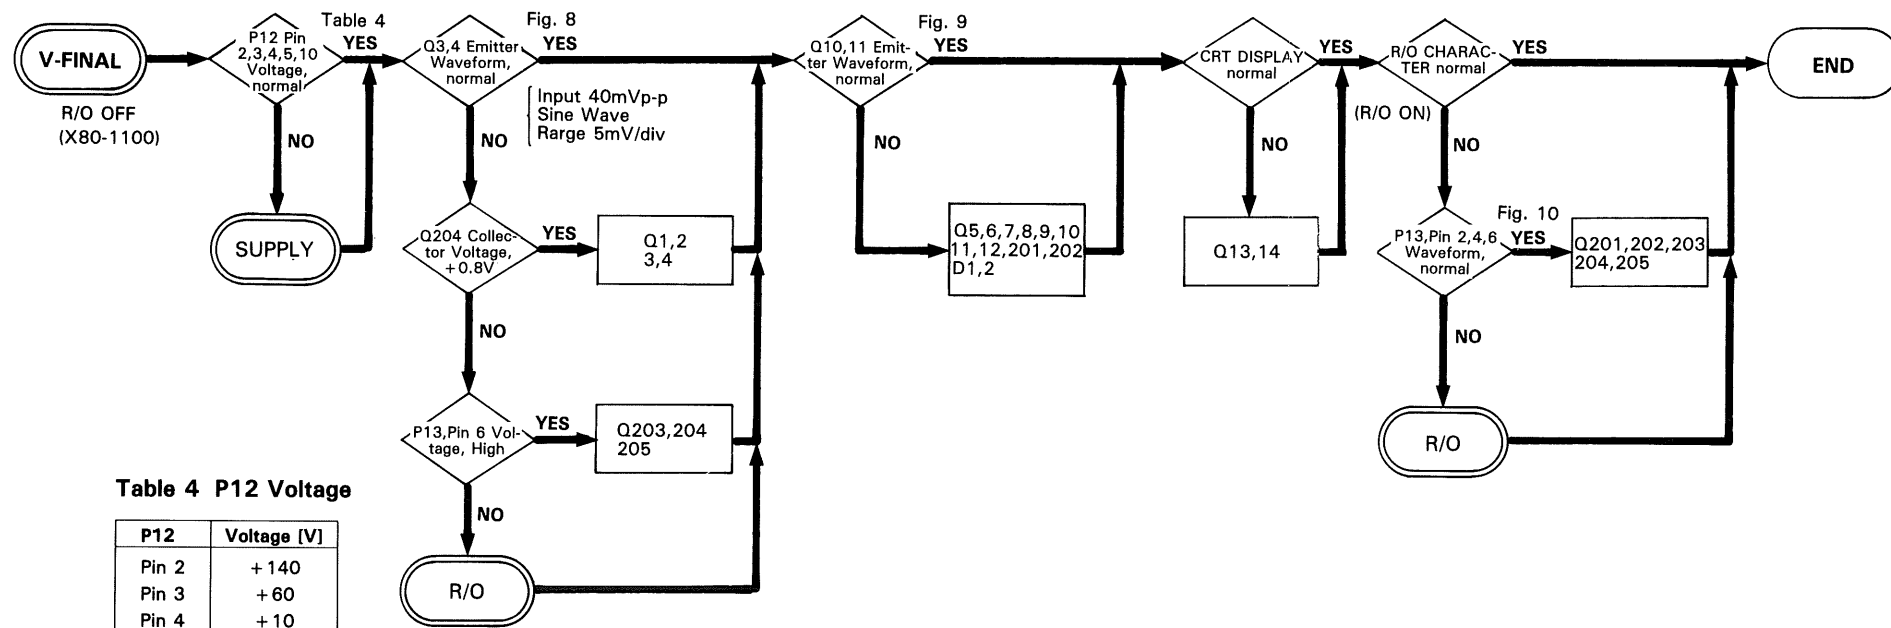 V-FINAL
R/O OFF
(X80-1100)
P12 Pin
2,3,4,5,10
Voltage,
normal
Table 4
YES
NO
SUPPLY
Q3,4 Emitter
Waveform,
normal
Fig. 8
YES
Input 40mVp-p
Sine Wave
Rarge 5mV/div
NO
Q204 Collec-
tor Voltage,
+0.8V
YES
Q1,2
3,4
NO
P13,Pin 6 Vol-
tage, High
YES
Q203,204
205
NO
R/O
Q10,11 Emit-
ter Waveform,
normal
Fig. 9
YES
NO
Q5,6,7,8,9,10
11,12,201,202
D1,2
CRT DISPLAY
normal
YES
NO
Q13,14
R/O CHARAC-
TER normal
YES
(R/O ON)
NO
P13,Pin 2,4,6
Waveform,
normal
Fig. 10
YES
Q201,202,203
204,205
NO
R/O
END
Table 4 P12 Voltage
P12 Voltage [V]
Pin 2 +140
Pin 3 +60
Pin 4 +10